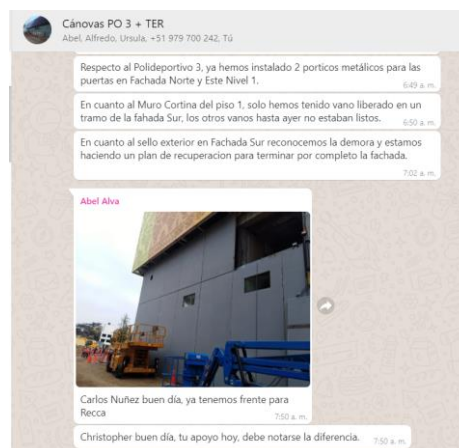 Cánovas PO 3 + TER
Abel, Alfredo, Ursula, +51 979 700 242, Tú
Respecto al Polideportivo 3, ya hemos instalado 2 porticos metálicos para las
puertas en Fachada Norte y Este Nivel 1.
6:49 a. m.
En cuanto al Muro Cortina del piso 1, solo hemos tenido vano liberado en un
tramo de la fahada Sur, los otros vanos hasta ayer no estaban listos.
6:50 a. m.
En cuanto al sello exterior en Fachada Sur reconocemos la demora y estamos
haciendo un plan de recuperacion para terminar por completo la fachada.
7:02 a. m.
Abel Alva
Carlos Nuñez buen día, ya tenemos frente para
Recca
7:50 a. m.
Christopher buen día, tu apoyo hoy, debe notarse la diferencia.
7:50 a. m.